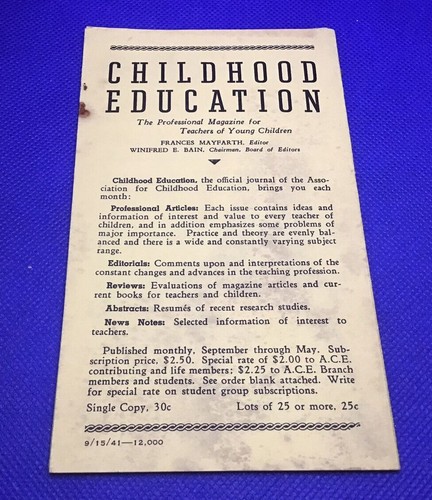 CHILDHOOD
EDUCATION
The Professional Magazine for
Teachers of Young Children
FRANCES MAYFARTH, Editor
WINIFRED E. BAIN, Chairman, Board of Editors
Childhood Education, the official journal of the Asso-
ciation for Childhood Education, brings you each
month:
Professional Articles: Each issue contains ideas and
information of interest and value to every teacher of
children, and in addition emphasizes some problems of
major importance. Practice and theory are evenly bal-
anced and there is a wide and constantly varying subject
range.
Editorials: Comments upon and interpretations of the
constant changes and advances in the teaching profession.
Reviews: Evaluations of magazine articles and cur-
rent books for teachers and children.
Abstracts: Resumés of recent research studies.
News Notes: Selected information of interest to
teachers.
Published monthly, September through May. Sub-
scription price, $2.50. Special rate of $2.00 to A.C.E.
contributing and life members; $2.25 to A.C.E. Branch
members and students. See order blank attached. Write
for special rate on student group subscriptions.
Single Copy, 30c Lots of 25 or more, 25c
9/15/41—12,000